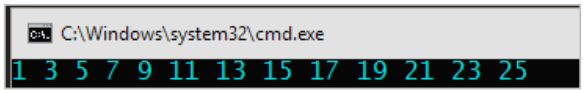 C:\Windows\system32\cmd.exe
1 3 5 7 9 11 13 15 17 19 21 23 25